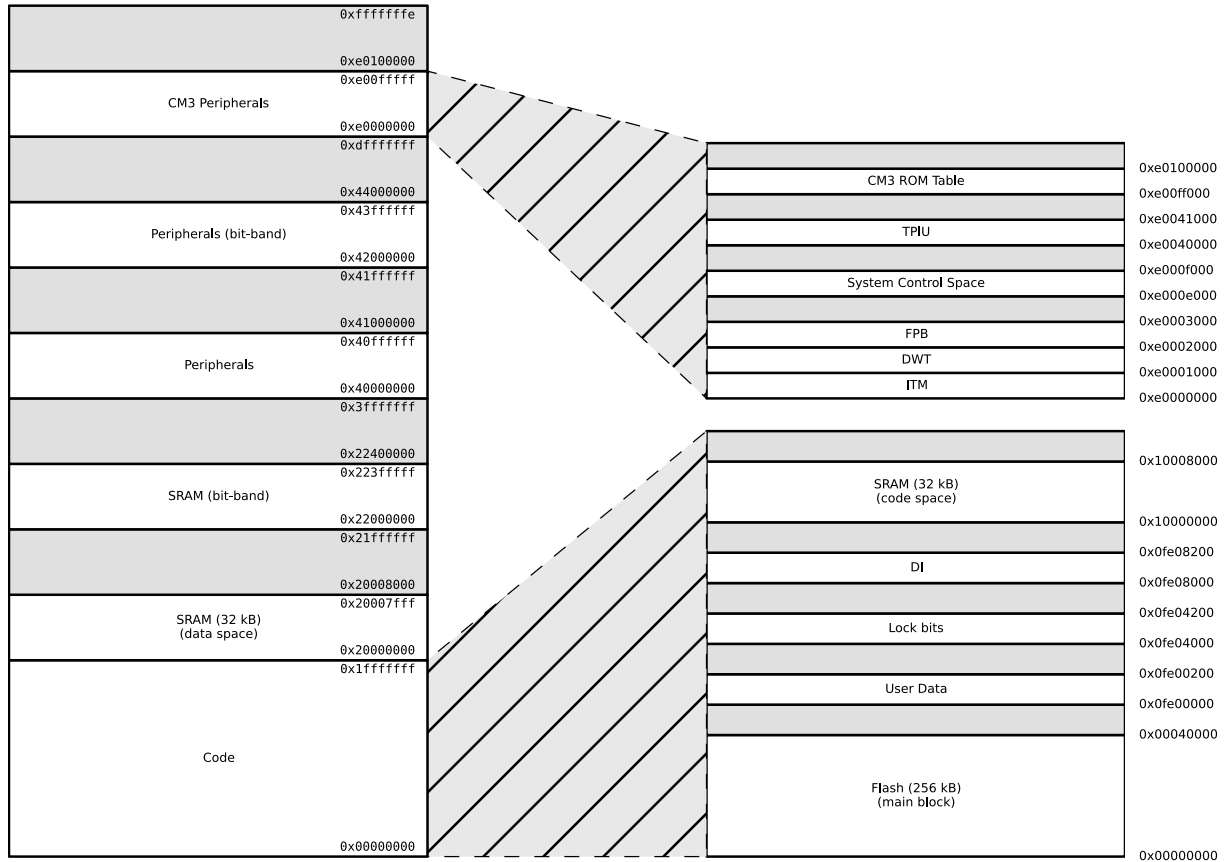 0xfffffffe
0xe0100000
0xe00fffff
CM3 Peripherals
0xe0000000
0xdfffffff
0x44000000
0x43ffffff
Peripherals (bit-band)
0x42000000
0x41ffffff
0x41000000
0x40ffffff
Peripherals
0x40000000
0x3fffffff
0x22400000
0x223fffff
SRAM (bit-band)
0x22000000
0x21ffffff
0x20008000
0x20007fff
SRAM (32 kB)
(data space)
0x20000000
0x1fffffff
Code
0x00000000
0xe0100000
CM3 ROM Table
0xe00ff000
0xe0041000
TPIU
0xe0040000
0xe000f000
System Control Space
0xe000e000
0xe0003000
FPB
0xe0002000
DWT
0xe0001000
ITM
0xe0000000
0x10008000
SRAM (32 kB)
(code space)
0x10000000
0x0fe08200
DI
0x0fe08000
0x0fe04200
Lock bits
0x0fe04000
0x0fe00200
User Data
0x0fe00000
0x00040000
Flash (256 kB)
(main block)
0x00000000